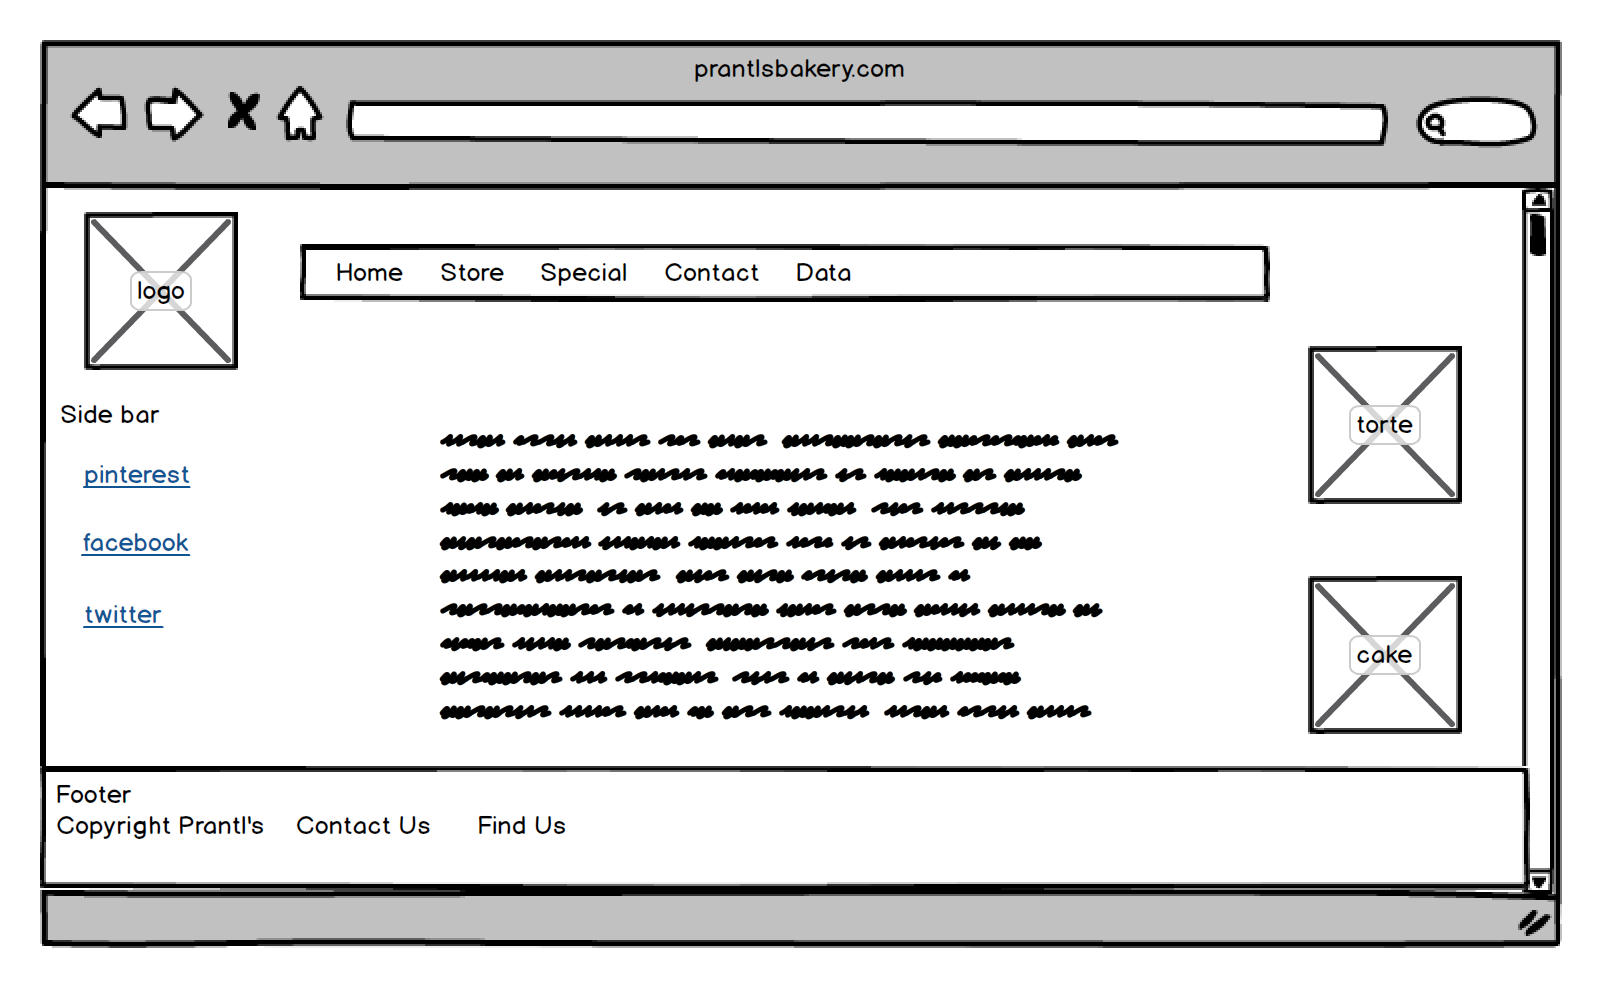 prantlsbakery.com
logo
Home Store Special Contact Data
Side bar
pinterest
facebook
twitter
torte
cake
Footer
Copyright Prantl's Contact Us Find Us